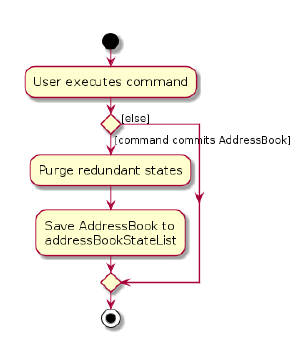 User executes command
[else]
[command commits AddressBook]
Purge redundant states
Save AddressBook to
addressBookStateList